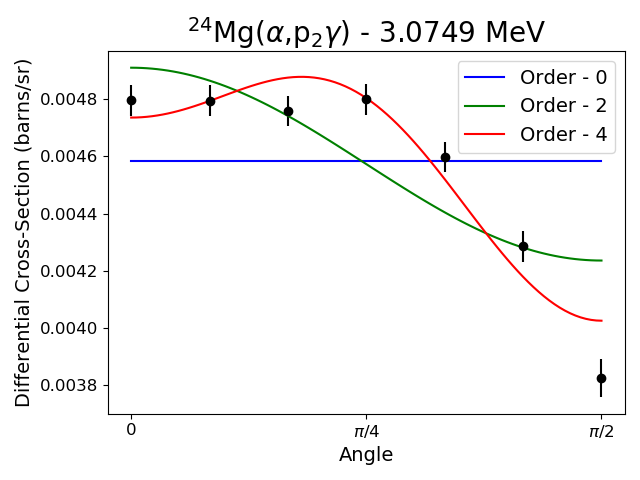 ²⁴Mg(α,p₂γ) - 3.0749 MeV
Order - 0
Order - 2
Order - 4
Differential Cross-Section (barns/sr)
0.0048
0.0046
0.0044
0.0042
0.0040
0.0038
0 π/4 π/2
Angle